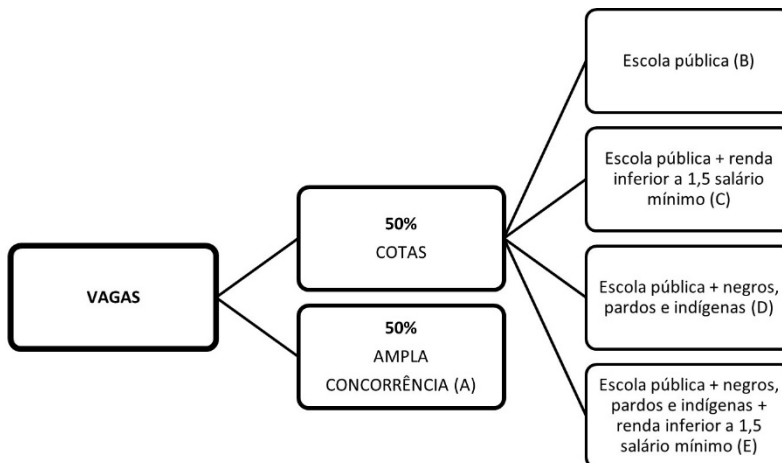 VAGAS
50%
COTAS
50%
AMPLA
CONCORRÊNCIA (A)
Escola pública (B)
Escola pública + renda
inferior a 1,5 salário
mínimo (C)
Escola pública + negros,
pardos e indígenas (D)
Escola pública + negros,
pardos e indígenas +
renda inferior a 1,5
salário mínimo (E)